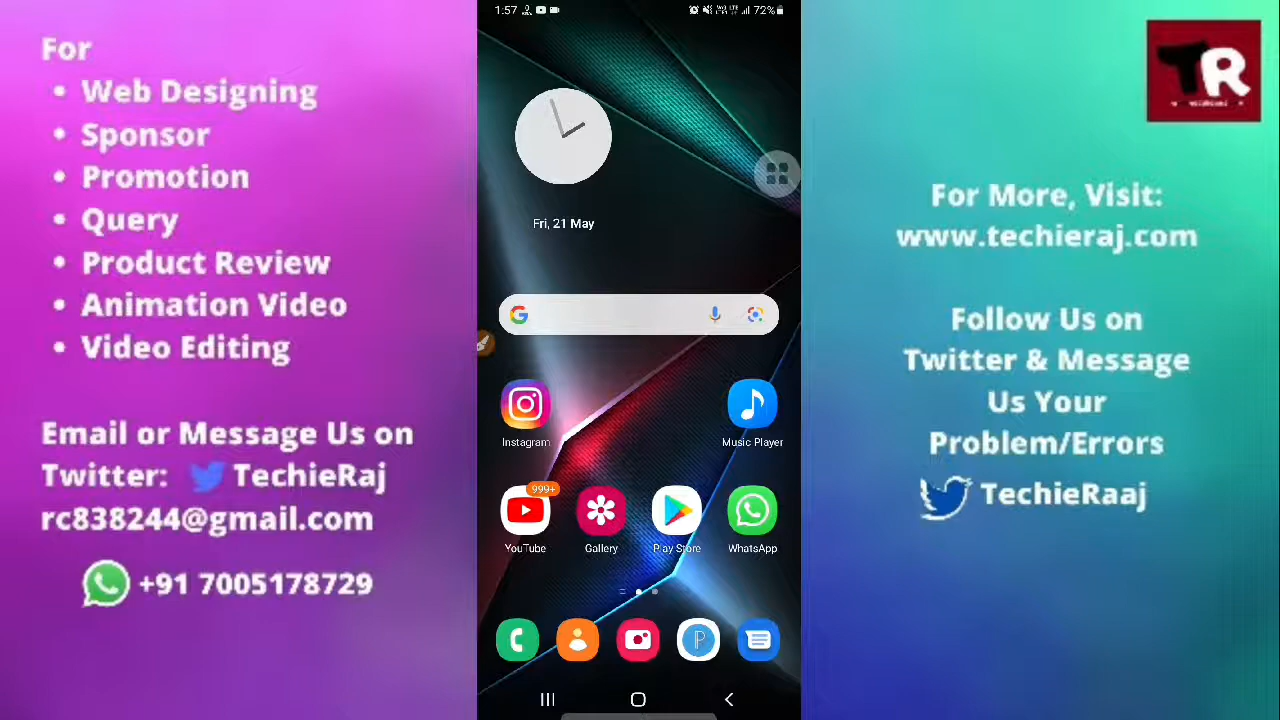 For
• Web Designing
• Sponsor
• Promotion
• Query
• Product Review
• Animation Video
• Video Editing
Email or Message Us on
Twitter: TechieRaj
rc838244@gmail.com
+91 7005178729
1:57
72%
Fri, 21 May
Instagram
Music Player
999+
YouTube
Gallery
Play Store
WhatsApp
TR
For More, Visit:
www.techieraj.com
Follow Us on
Twitter & Message
Us Your
Problem/Errors
TechieRaaj